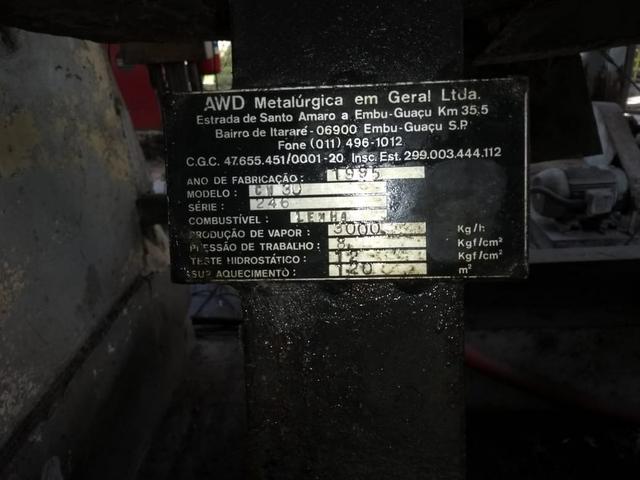 AWD Metalúrgica em Geral Ltda.
Estrada de Santo Amaro a Embu-Guaçu Km 35,5
Bairro de Itararé - 06900 Embu-Guaçu S.P.
Fone (011) 496-1012
C.G.C. 47.655.451/0001-20 Insc. Est. 299.003.444.112
ANO DE FABRICAÇÃO: 1995
MODELO: 30
SÉRIE: 246
COMBUSTÍVEL: LENHA
PRODUÇÃO DE VAPOR: 3000 Kg/h
PRESSÃO DE TRABALHO: 8, Kgf/cm²
TESTE HIDROSTÁTICO: 12 Kgf/cm²
SUP. AQUECIMENTO: 120 m²